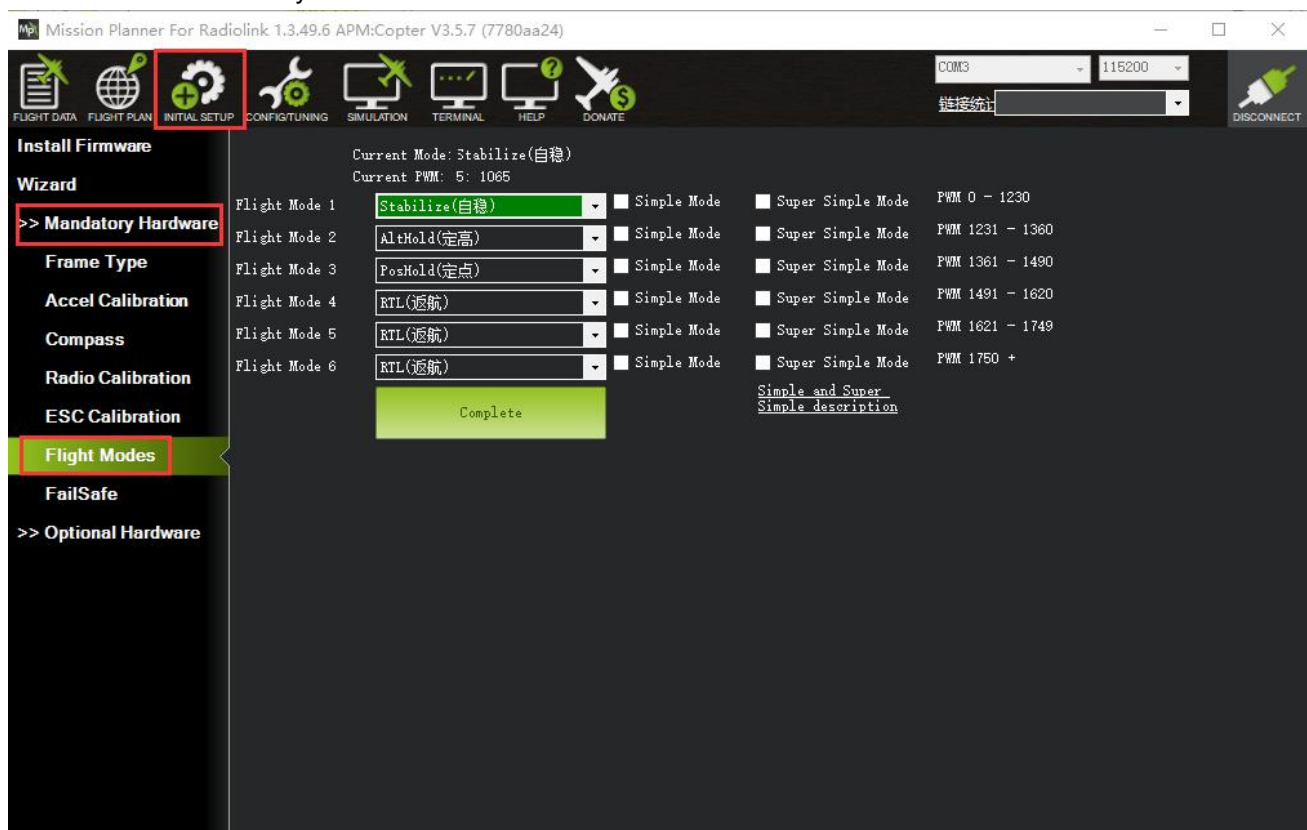 Mission Planner For Radiolink 1.3.49.6 APM:Copter V3.5.7 (7780aa24)
FLIGHT DATA FLIGHT PLAN INITIAL SETUP CONFIG/TUNING SIMULATION TERMINAL HELP DONATE
COM3 115200
链接统计
DISCONNECT
Install Firmware
Wizard
>> Mandatory Hardware
Frame Type
Accel Calibration
Compass
Radio Calibration
ESC Calibration
Flight Modes
FailSafe
>> Optional Hardware
Current Mode: Stabilize(自稳)
Current PWM: 5: 1065
Flight Mode 1 Stabilize(自稳) Simple Mode Super Simple Mode PWM 0 - 1230
Flight Mode 2 AltHold(定高) Simple Mode Super Simple Mode PWM 1231 - 1360
Flight Mode 3 PosHold(定点) Simple Mode Super Simple Mode PWM 1361 - 1490
Flight Mode 4 RTL(返航) Simple Mode Super Simple Mode PWM 1491 - 1620
Flight Mode 5 RTL(返航) Simple Mode Super Simple Mode PWM 1621 - 1749
Flight Mode 6 RTL(返航) Simple Mode Super Simple Mode PWM 1750 +
Complete
Simple and Super
Simple description